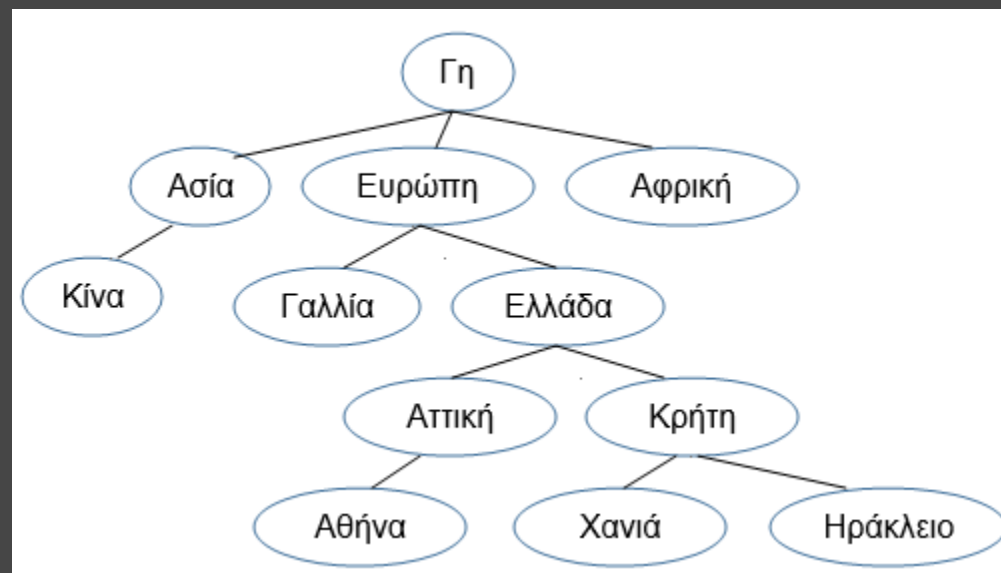 Γη
Ασία Ευρώπη Αφρική
Κίνα Γαλλία Ελλάδα
Αττική Κρήτη
Αθήνα Χανιά Ηράκλειο